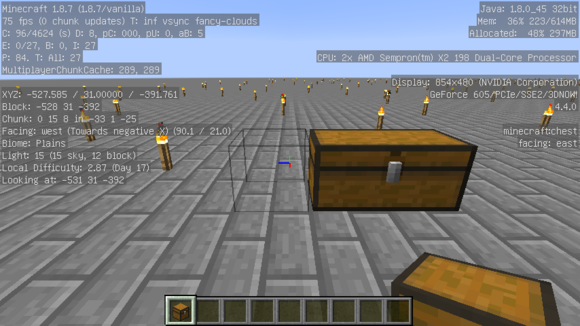 Minecraft 1.8.7 (1.8.7/vanilla)
75 fps (0 chunk updates) T: inf vsync fancy-clouds
C: 96/4624 (s) D: 8, pC: 000, pU: 0, aB: 5
E: 0/27, B: 0, I: 27
P: 84. T: All: 27
MultiplayerChunkCache: 289, 289
XYZ: -527.585 / 31.00000 / -391.761
Block: -528 31 -392
Chunk: 0 15 8 in -33 1 -25
Facing: west (Towards negative X) (90.1 / 21.0)
Biome: Plains
Light: 15 (15 sky, 12 block)
Local Difficulty: 2.87 (Day 17)
Looking at: -531 31 -392
Java: 1.8.0_45 32bit
Mem: 36% 223/614MB
Allocated: 48% 297MB
CPU: 2x AMD Sempron(tm) X2 198 Dual-Core Processor
Display: 854x480 (NVIDIA Corporation)
GeForce 605/PCIe/SSE2/3DNOW!
4.4.0
minecraft:chest
facing: east